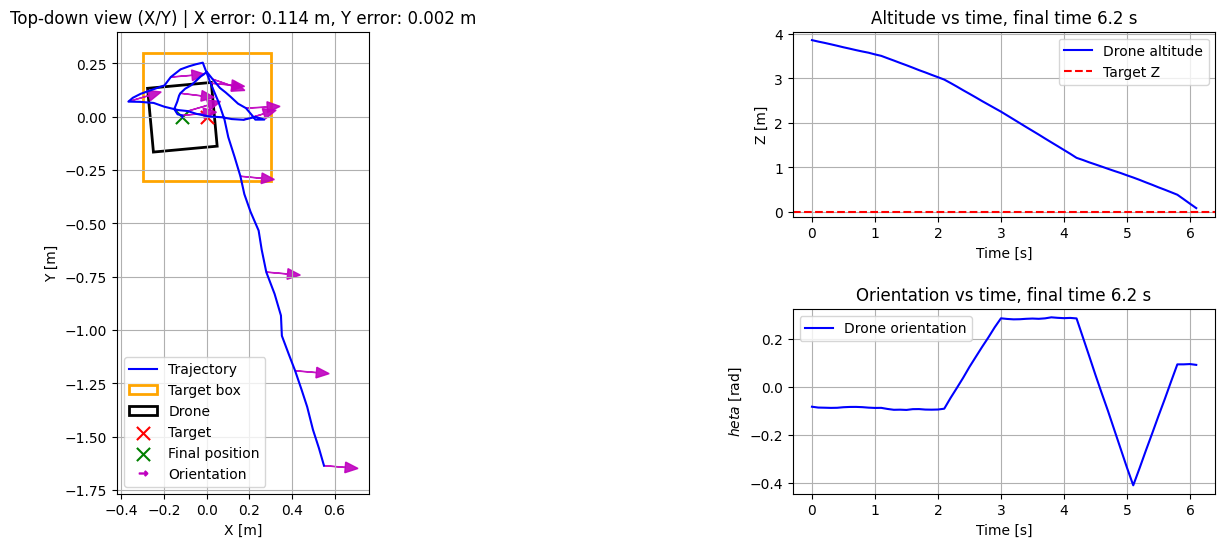 Top-down view (X/Y) | X error: 0.114 m, Y error: 0.002 m
0.25
0.00
−0.25
−0.50
−0.75
−1.00
−1.25
−1.50
−1.75
Y [m]
Trajectory
Target box
Drone
Target
Final position
Orientation
−0.4
−0.2
0.0
0.2
0.4
0.6
X [m]
Altitude vs time, final time 6.2 s
4
3
2
1
0
Z [m]
Drone altitude
Target Z
0
1
2
3
4
5
6
Time [s]
Orientation vs time, final time 6.2 s
0.2
0.0
−0.2
−0.4
heta [rad]
Drone orientation
0
1
2
3
4
5
6
Time [s]